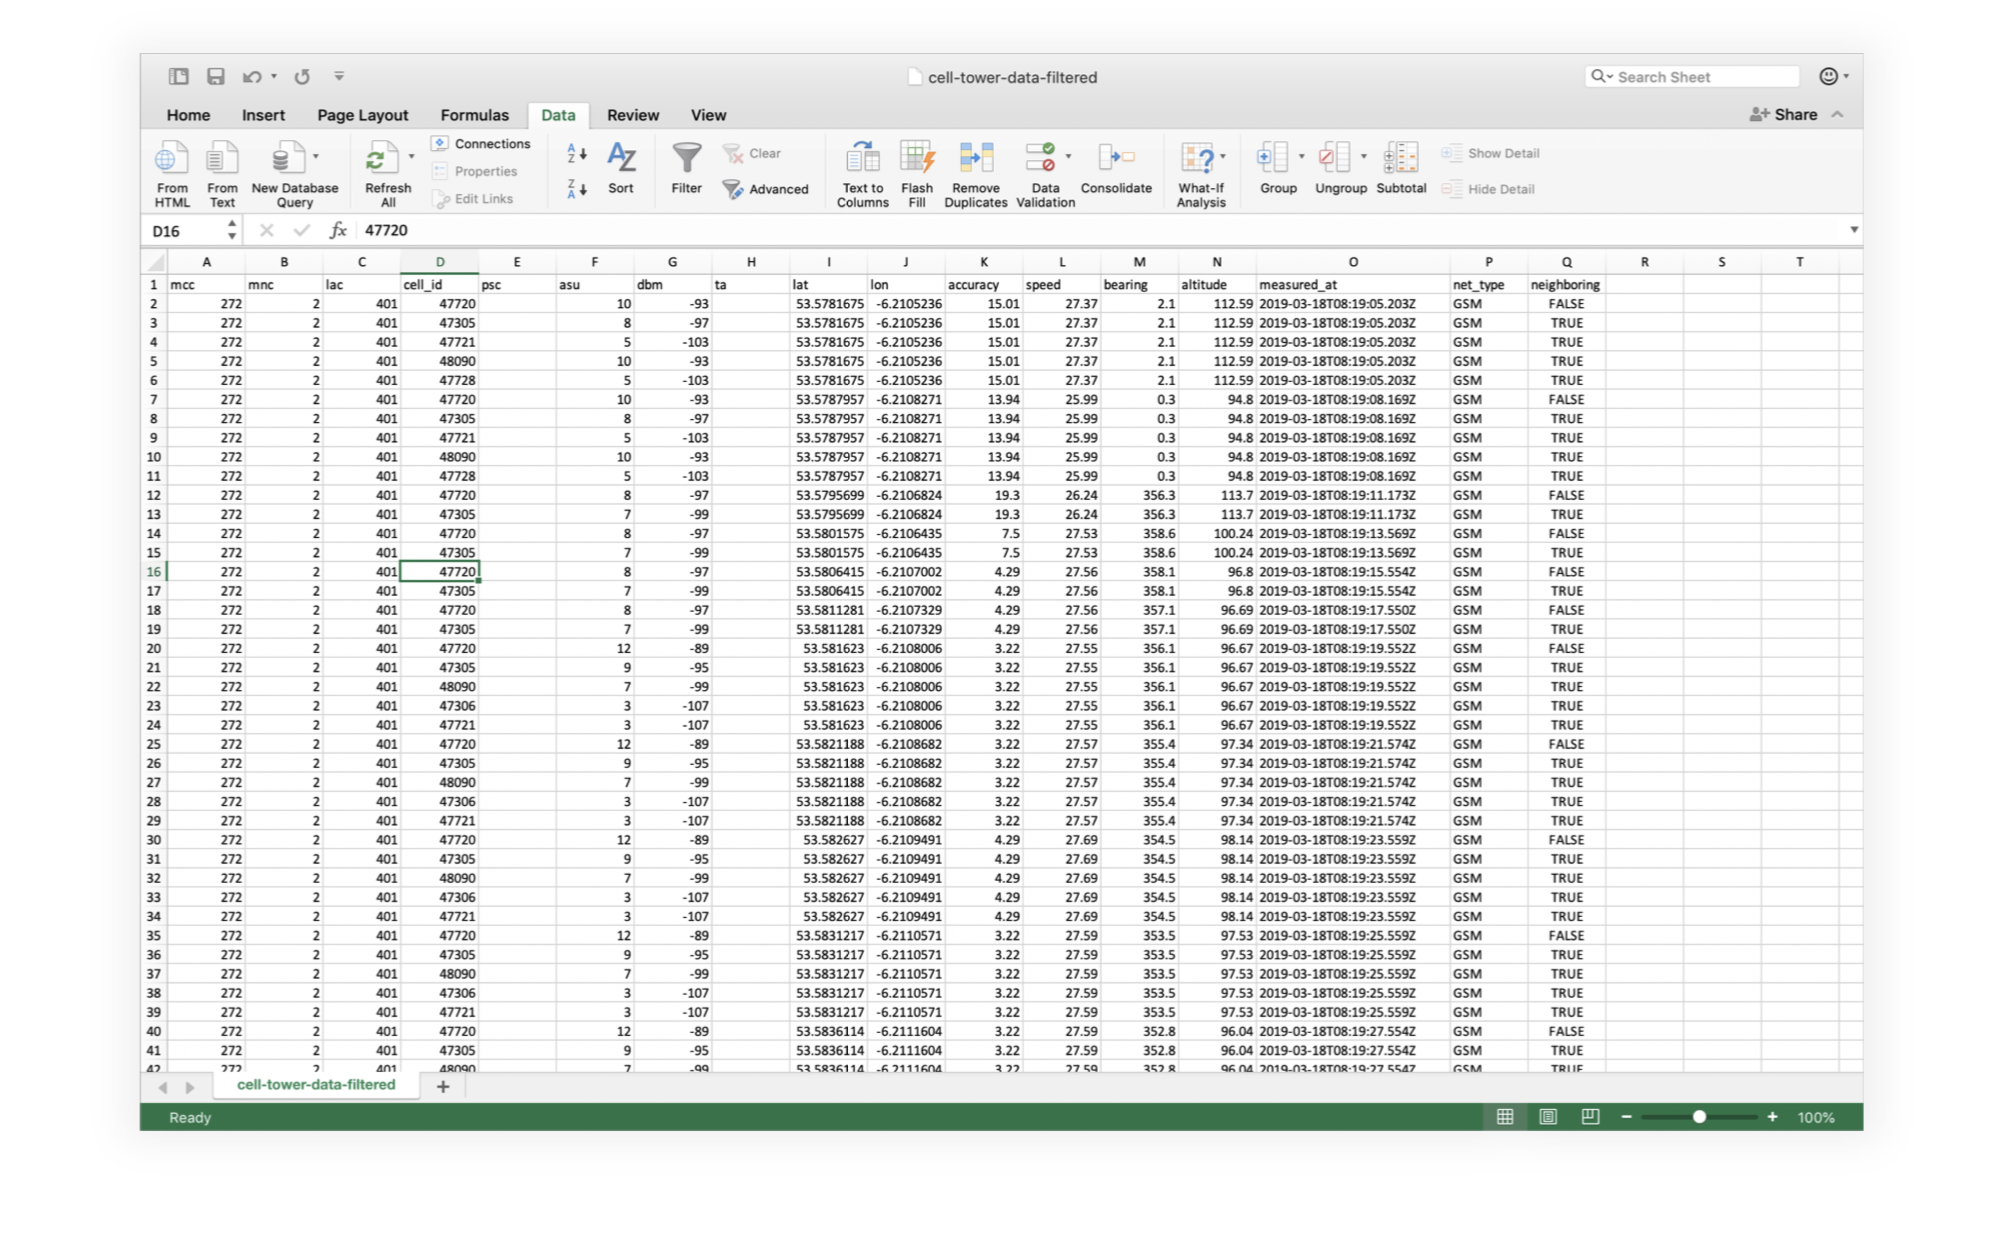 cell-tower-data-filtered
Search Sheet
Home Insert Page Layout Formulas Data Review View Share
From HTML
From Text
New Database Query
Refresh All
Connections
Properties
Edit Links
Sort
Filter
Clear
Advanced
Text to Columns
Flash Fill
Remove Duplicates
Data Validation
Consolidate
What-If Analysis
Group
Ungroup
Subtotal
Show Detail
Hide Detail
D16 fx 47720
A B C D E F G H I J K L M N O P Q R S T
1 mcc mnc lac cell_id psc asu dbm ta lat lon accuracy speed bearing altitude measured_at net_type neighboring
2 272 2 401 47720 10 -93 53.5781675 -6.2105236 15.01 27.37 2.1 112.59 2019-03-18T08:19:05.203Z GSM FALSE
3 272 2 401 47305 8 -97 53.5781675 -6.2105236 15.01 27.37 2.1 112.59 2019-03-18T08:19:05.203Z GSM TRUE
4 272 2 401 47721 5 -103 53.5781675 -6.2105236 15.01 27.37 2.1 112.59 2019-03-18T08:19:05.203Z GSM TRUE
5 272 2 401 48090 10 -93 53.5781675 -6.2105236 15.01 27.37 2.1 112.59 2019-03-18T08:19:05.203Z GSM TRUE
6 272 2 401 47728 5 -103 53.5781675 -6.2105236 15.01 27.37 2.1 112.59 2019-03-18T08:19:05.203Z GSM TRUE
7 272 2 401 47720 10 -93 53.5787957 -6.2108271 13.94 25.99 0.3 94.8 2019-03-18T08:19:08.169Z GSM FALSE
8 272 2 401 47305 8 -97 53.5787957 -6.2108271 13.94 25.99 0.3 94.8 2019-03-18T08:19:08.169Z GSM TRUE
9 272 2 401 47721 5 -103 53.5787957 -6.2108271 13.94 25.99 0.3 94.8 2019-03-18T08:19:08.169Z GSM TRUE
10 272 2 401 48090 10 -93 53.5787957 -6.2108271 13.94 25.99 0.3 94.8 2019-03-18T08:19:08.169Z GSM TRUE
11 272 2 401 47728 5 -103 53.5787957 -6.2108271 13.94 25.99 0.3 94.8 2019-03-18T08:19:08.169Z GSM TRUE
12 272 2 401 47720 8 -97 53.5795699 -6.2106824 19.3 26.24 356.3 113.7 2019-03-18T08:19:11.173Z GSM FALSE
13 272 2 401 47305 7 -99 53.5795699 -6.2106824 19.3 26.24 356.3 113.7 2019-03-18T08:19:11.173Z GSM TRUE
14 272 2 401 47720 8 -97 53.5801575 -6.2106435 7.5 27.53 358.6 100.24 2019-03-18T08:19:13.569Z GSM FALSE
15 272 2 401 47305 7 -99 53.5801575 -6.2106435 7.5 27.53 358.6 100.24 2019-03-18T08:19:13.569Z GSM TRUE
16 272 2 401 47720 8 -97 53.5806415 -6.2107002 4.29 27.56 358.1 96.8 2019-03-18T08:19:15.554Z GSM FALSE
17 272 2 401 47305 7 -99 53.5806415 -6.2107002 4.29 27.56 358.1 96.8 2019-03-18T08:19:15.554Z GSM TRUE
18 272 2 401 47720 8 -97 53.5811281 -6.2107329 4.29 27.56 357.1 96.69 2019-03-18T08:19:17.550Z GSM FALSE
19 272 2 401 47305 7 -99 53.5811281 -6.2107329 4.29 27.56 357.1 96.69 2019-03-18T08:19:17.550Z GSM TRUE
20 272 2 401 47720 12 -89 53.581623 -6.2108006 3.22 27.55 356.1 96.67 2019-03-18T08:19:19.552Z GSM FALSE
21 272 2 401 47305 9 -95 53.581623 -6.2108006 3.22 27.55 356.1 96.67 2019-03-18T08:19:19.552Z GSM TRUE
22 272 2 401 48090 7 -99 53.581623 -6.2108006 3.22 27.55 356.1 96.67 2019-03-18T08:19:19.552Z GSM TRUE
23 272 2 401 47306 3 -107 53.581623 -6.2108006 3.22 27.55 356.1 96.67 2019-03-18T08:19:19.552Z GSM TRUE
24 272 2 401 47721 3 -107 53.581623 -6.2108006 3.22 27.55 356.1 96.67 2019-03-18T08:19:19.552Z GSM TRUE
25 272 2 401 47720 12 -89 53.5821188 -6.2108682 3.22 27.57 355.4 97.34 2019-03-18T08:19:21.574Z GSM FALSE
26 272 2 401 47305 9 -95 53.5821188 -6.2108682 3.22 27.57 355.4 97.34 2019-03-18T08:19:21.574Z GSM TRUE
27 272 2 401 48090 7 -99 53.5821188 -6.2108682 3.22 27.57 355.4 97.34 2019-03-18T08:19:21.574Z GSM TRUE
28 272 2 401 47306 3 -107 53.5821188 -6.2108682 3.22 27.57 355.4 97.34 2019-03-18T08:19:21.574Z GSM TRUE
29 272 2 401 47721 3 -107 53.5821188 -6.2108682 3.22 27.57 355.4 97.34 2019-03-18T08:19:21.574Z GSM TRUE
30 272 2 401 47720 12 -89 53.582627 -6.2109491 4.29 27.69 354.5 98.14 2019-03-18T08:19:23.559Z GSM FALSE
31 272 2 401 47305 9 -95 53.582627 -6.2109491 4.29 27.69 354.5 98.14 2019-03-18T08:19:23.559Z GSM TRUE
32 272 2 401 48090 7 -99 53.582627 -6.2109491 4.29 27.69 354.5 98.14 2019-03-18T08:19:23.559Z GSM TRUE
33 272 2 401 47306 3 -107 53.582627 -6.2109491 4.29 27.69 354.5 98.14 2019-03-18T08:19:23.559Z GSM TRUE
34 272 2 401 47721 3 -107 53.582627 -6.2109491 4.29 27.69 354.5 98.14 2019-03-18T08:19:23.559Z GSM TRUE
35 272 2 401 47720 12 -89 53.5831217 -6.2110571 3.22 27.59 353.5 97.53 2019-03-18T08:19:25.559Z GSM FALSE
36 272 2 401 47305 9 -95 53.5831217 -6.2110571 3.22 27.59 353.5 97.53 2019-03-18T08:19:25.559Z GSM TRUE
37 272 2 401 48090 7 -99 53.5831217 -6.2110571 3.22 27.59 353.5 97.53 2019-03-18T08:19:25.559Z GSM TRUE
38 272 2 401 47306 3 -107 53.5831217 -6.2110571 3.22 27.59 353.5 97.53 2019-03-18T08:19:25.559Z GSM TRUE
39 272 2 401 47721 3 -107 53.5831217 -6.2110571 3.22 27.59 353.5 97.53 2019-03-18T08:19:25.559Z GSM TRUE
40 272 2 401 47720 12 -89 53.5836114 -6.2111604 3.22 27.59 352.8 96.04 2019-03-18T08:19:27.554Z GSM FALSE
41 272 2 401 47305 9 -95 53.5836114 -6.2111604 3.22 27.59 352.8 96.04 2019-03-18T08:19:27.554Z GSM TRUE
42 272 2 401 48090 7 -99 53.5836114 -6.2111604 3.22 27.59 352.8 96.04 2019-03-18T08:19:27.554Z GSM TRUE
cell-tower-data-filtered
Ready 100%